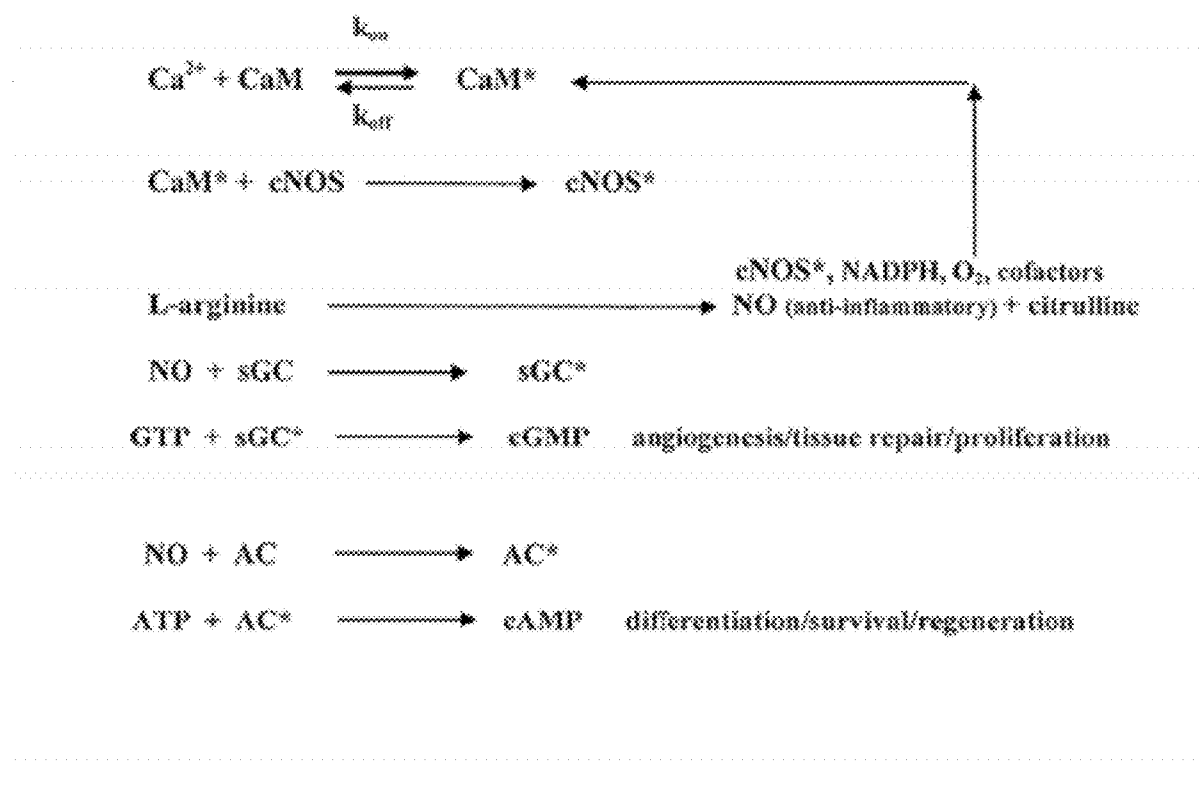 kon
Ca2+ + CaM CaM*
koff
CaM* + cNOS cNOS*
cNOS*, NADPH, O2, cofactors
L-arginine NO (anti-inflammatory) + citrulline
NO + sGC sGC*
GTP + sGC* cGMP angiogenesis/tissue repair/proliferation
NO + AC AC*
ATP + AC* cAMP differentiation/survival/regeneration